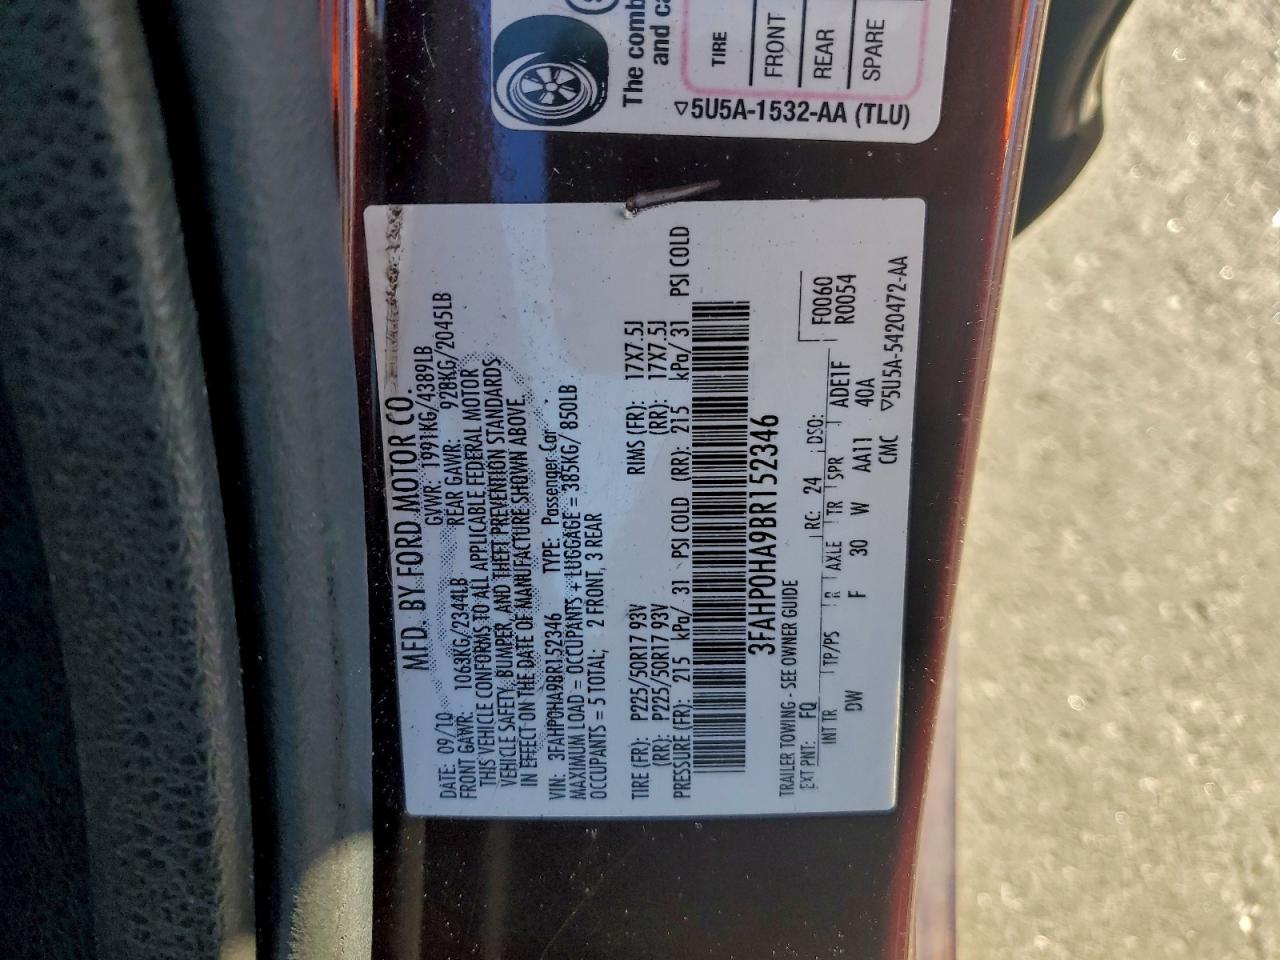 The comb
and ca
TIRE
FRONT
REAR
SPARE
▽5U5A-1532-AA (TLU)
MFD. BY FORD MOTOR CO.
DATE: 09/10 GVWR: 1991KG/4389LB
FRONT GAWR: 1063KG/2344LB REAR GAWR: 928KG/2045LB
THIS VEHICLE CONFORMS TO ALL APPLICABLE FEDERAL MOTOR
VEHICLE SAFETY, BUMPER, AND THEFT PREVENTION STANDARDS
IN EFFECT ON THE DATE OF MANUFACTURE SHOWN ABOVE.
VIN: 3FAHP0HA9BR152346 TYPE: Passenger Car
MAXIMUM LOAD = OCCUPANTS + LUGGAGE = 385KG/ 850LB
OCCUPANTS = 5 TOTAL; 2 FRONT, 3 REAR
TIRE (FR): P225/50R17 93V RIMS (FR): 17X7.5J
(RR): P225/50R17 93V (RR): 17X7.5J
PRESSURE (FR): 215 kPa/ 31 PSI COLD (RR): 215 kPa/ 31 PSI COLD
3FAHP0HA9BR152346
TRAILER TOWING - SEE OWNER GUIDE
F0060
R0054
EXT PNT: FQ RC: 24 DSO:
INT TR TP/PS R AXLE TR SPR ADE1F
DW F 30 W AA11 40A
CMC ▽5U5A-5420472-AA